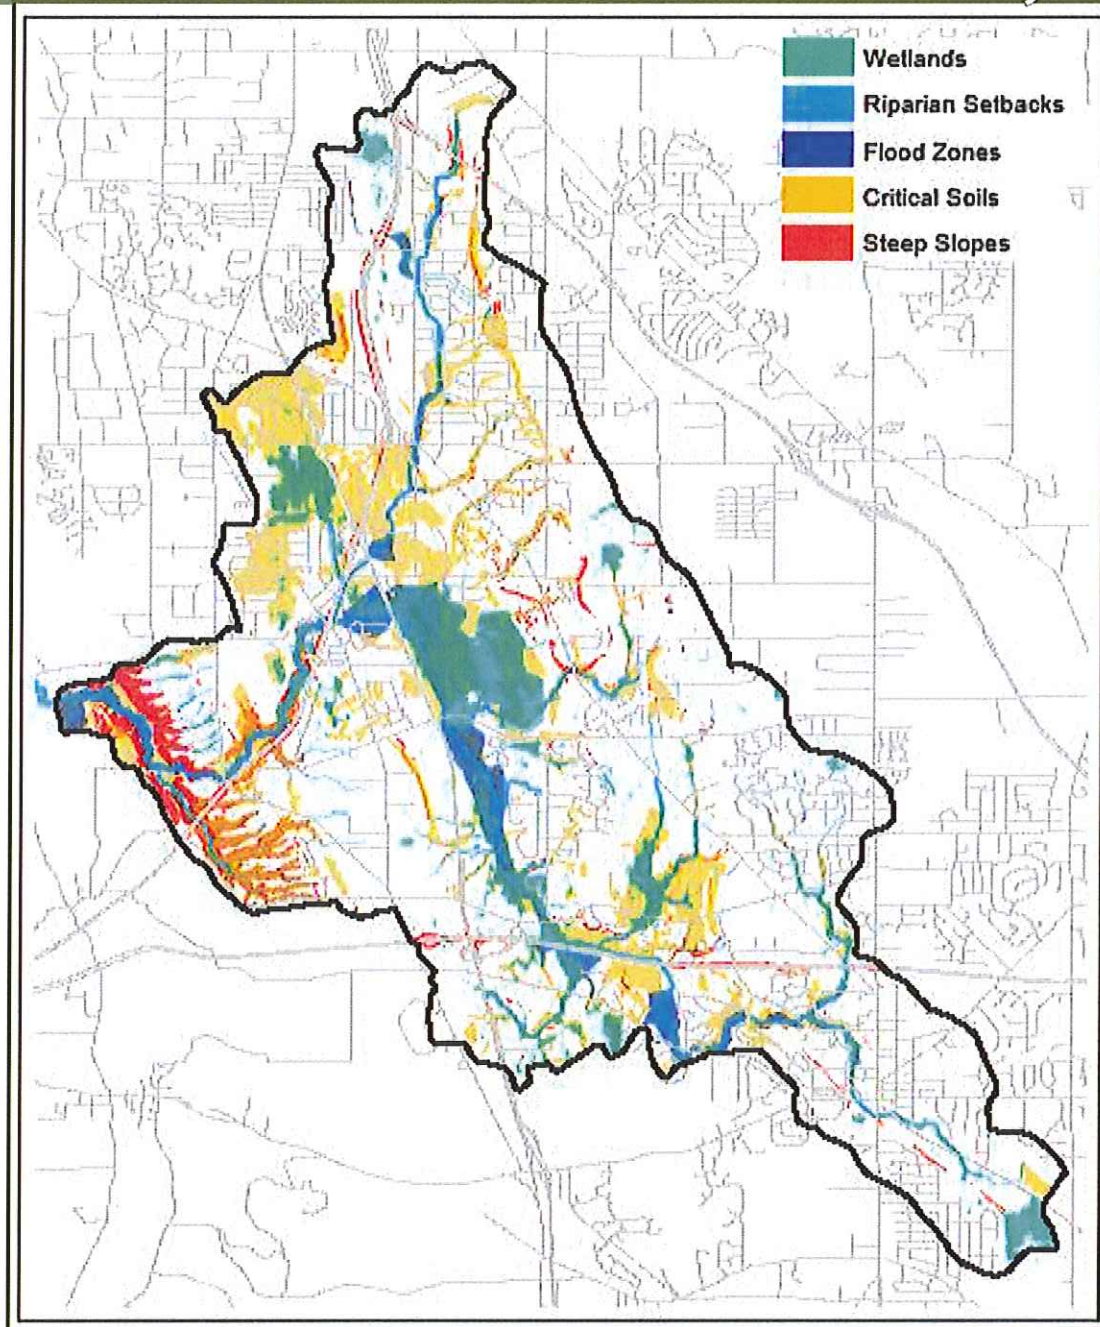 Wetlands
Riparian Setbacks
Flood Zones
Critical Soils
Steep Slopes